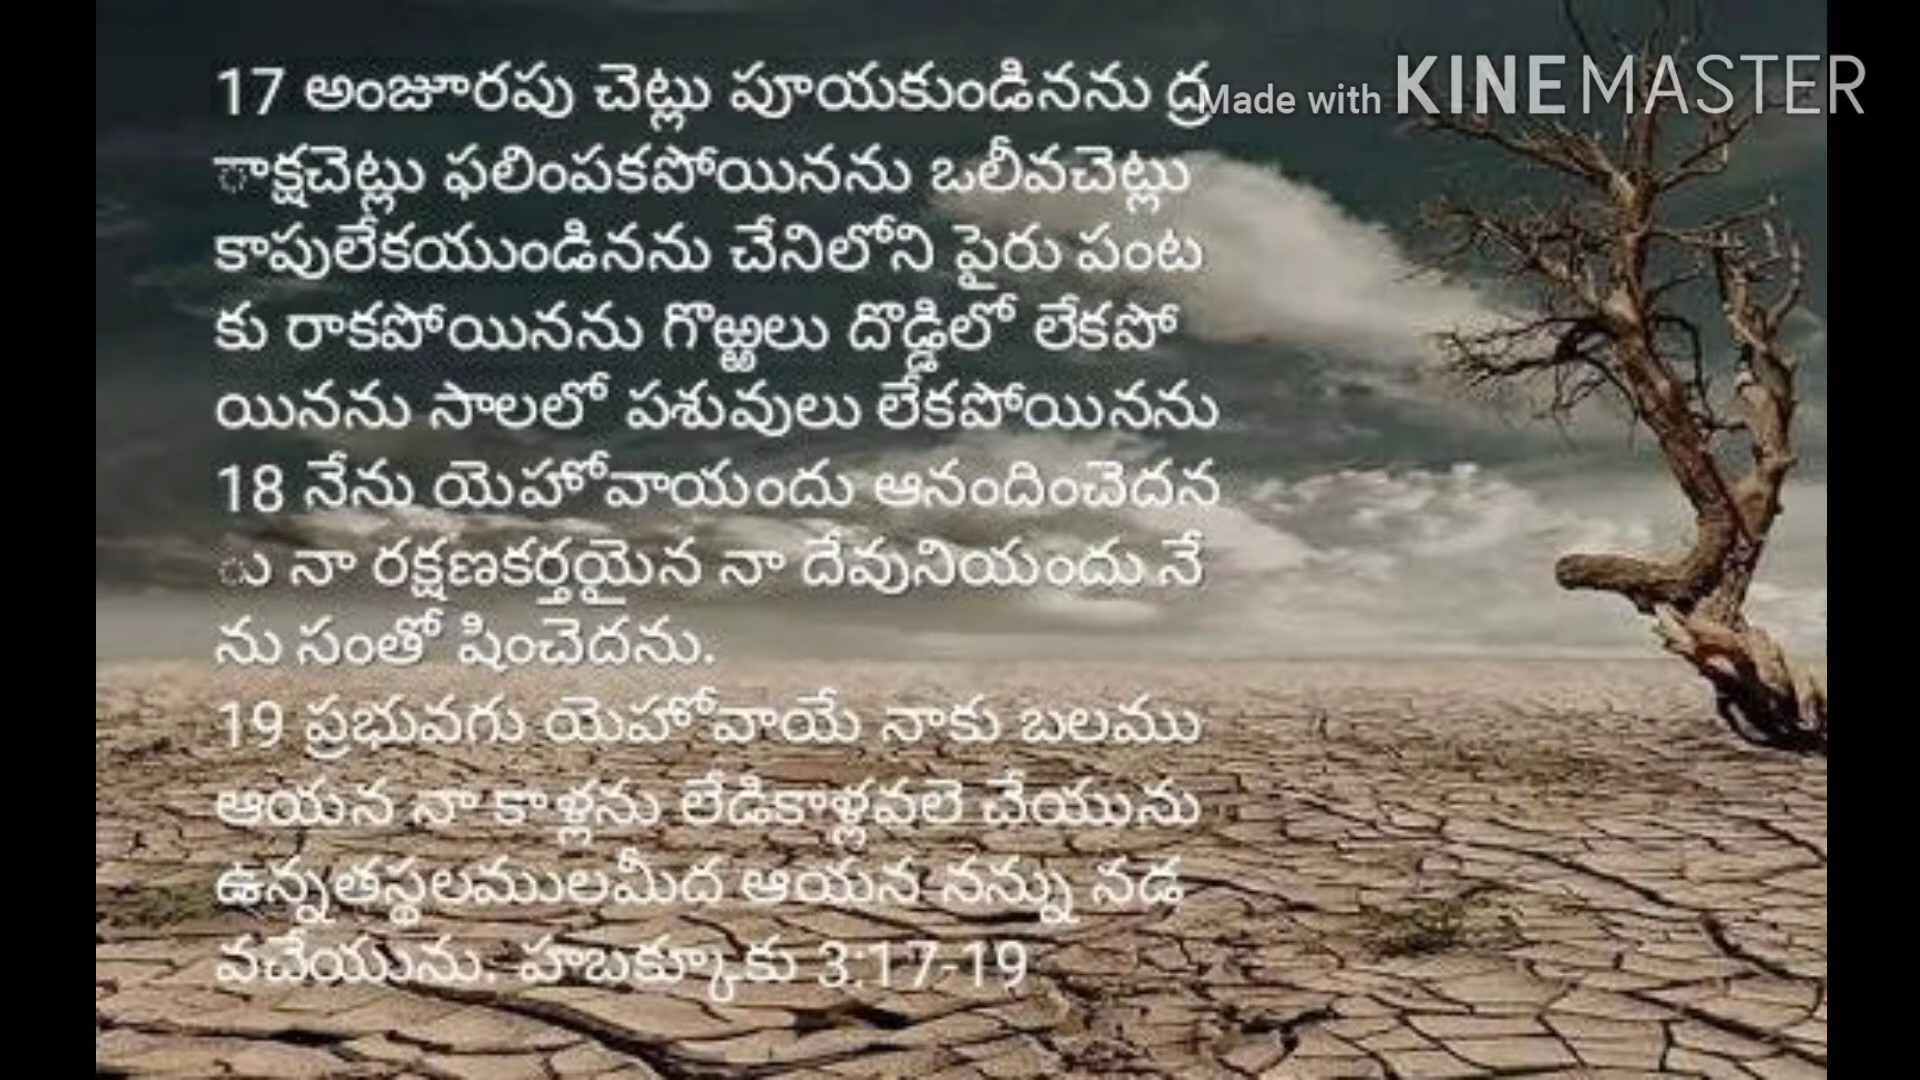 17 అంజూరపు చెట్లు పూయకుండినను ద్ర
ాక్షచెట్లు ఫలింపకపోయినను ఒలీవచెట్లు
కాపులేకయుండినను చేనిలోని పైరు పంట
కు రాకపోయినను గొఱ్ఱలు దొడ్డిలో లేకపో
యినను సాలలో పశువులు లేకపోయినను
18 నేను యెహోవాయందు ఆనందించెదన
ు నా రక్షణకర్తయైన నా దేవునియందు నే
ను సంతో షించెదను.
19 ప్రభువగు యెహోవాయే నాకు బలము
ఆయన నా కాళ్లను లేడికాళ్లవలె చేయును
ఉన్నతస్థలములమీద ఆయన నన్ను నడ
వచేయును. హబక్కూకు 3:17-19
Made with KINEMASTER